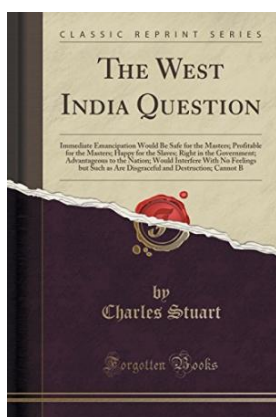 CLASSIC REPRINT SERIES
THE WEST
INDIA QUESTION
Immediate Emancipation Would Be Safe for the Masters; Profitable
for the Masters; Happy for the Slaves; Right in the Government;
Advantageous to the Nation; Would Interfere With No Feelings
but Such as Are Disgraceful and Destruction; Cannot B
by
Charles Stuart
Forgotten Books